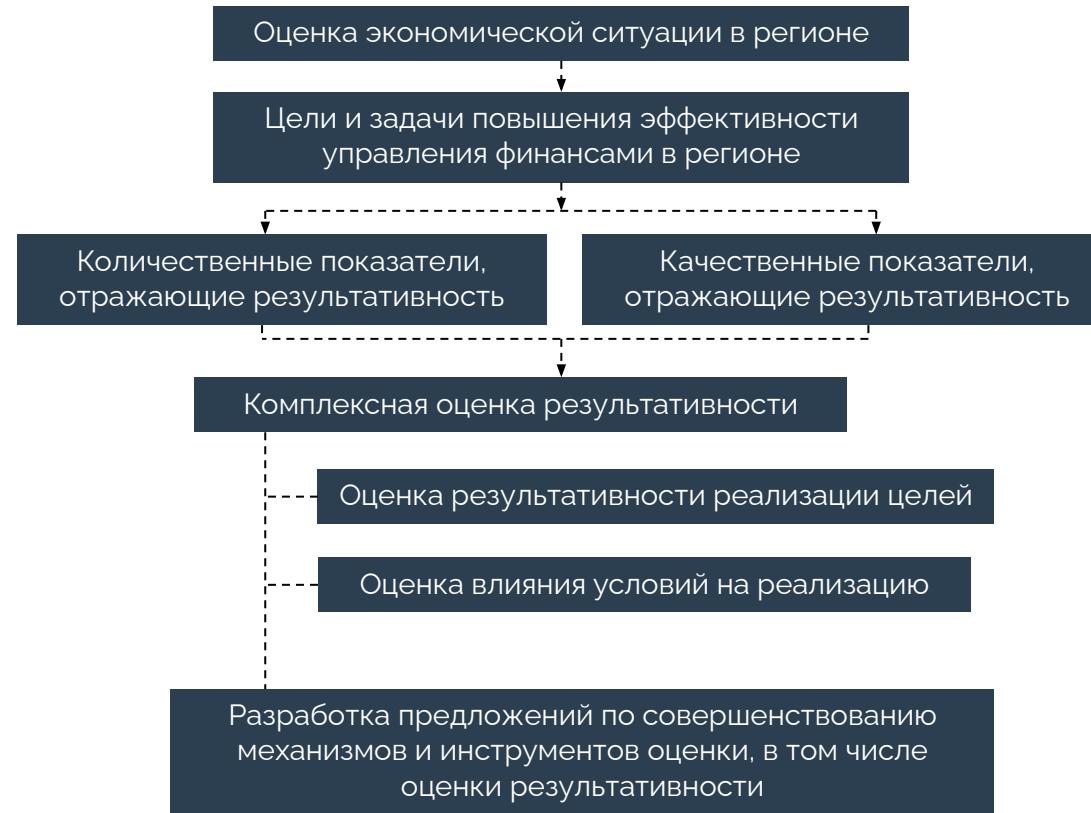 Оценка экономической ситуации в регионе
Цели и задачи повышения эффективности
управления финансами в регионе
Количественные показатели,
отражающие результативность
Качественные показатели,
отражающие результативность
Комплексная оценка результативности
Оценка результативности реализации целей
Оценка влияния условий на реализацию
Разработка предложений по совершенствованию
механизмов и инструментов оценки, в том числе
оценки результативности